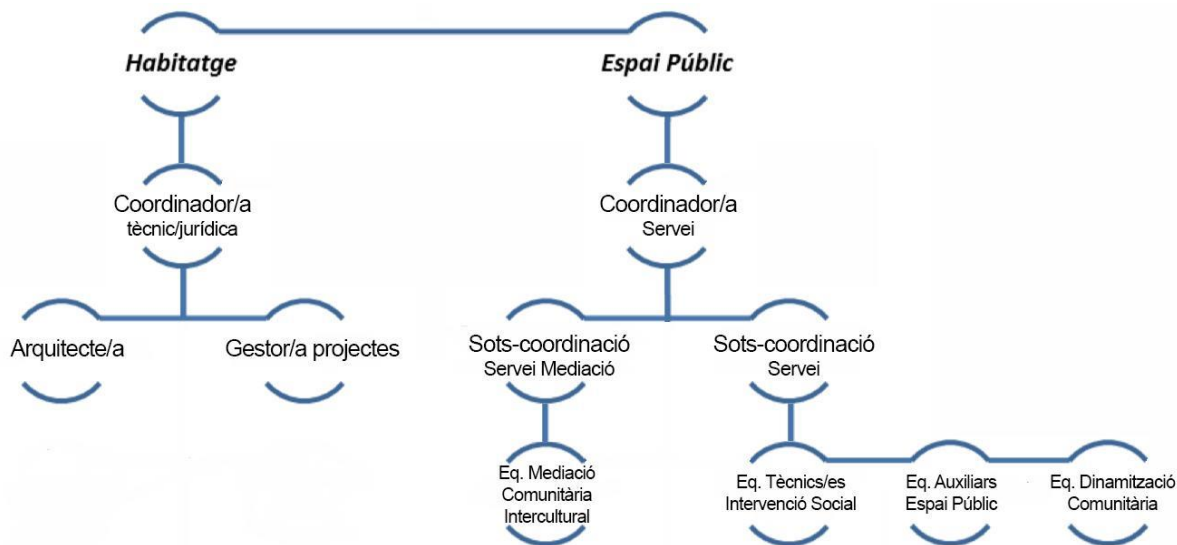 Habitatge
Espai Públic
Coordinador/a
tècnic/jurídica
Coordinador/a
Servei
Arquitecte/a
Gestor/a projectes
Sots-coordinació
Servei Mediació
Sots-coordinació
Servei
Eq. Mediació
Comunitària
Intercultural
Eq. Tècnics/es
Intervenció Social
Eq. Auxiliars
Espai Públic
Eq. Dinamització
Comunitària